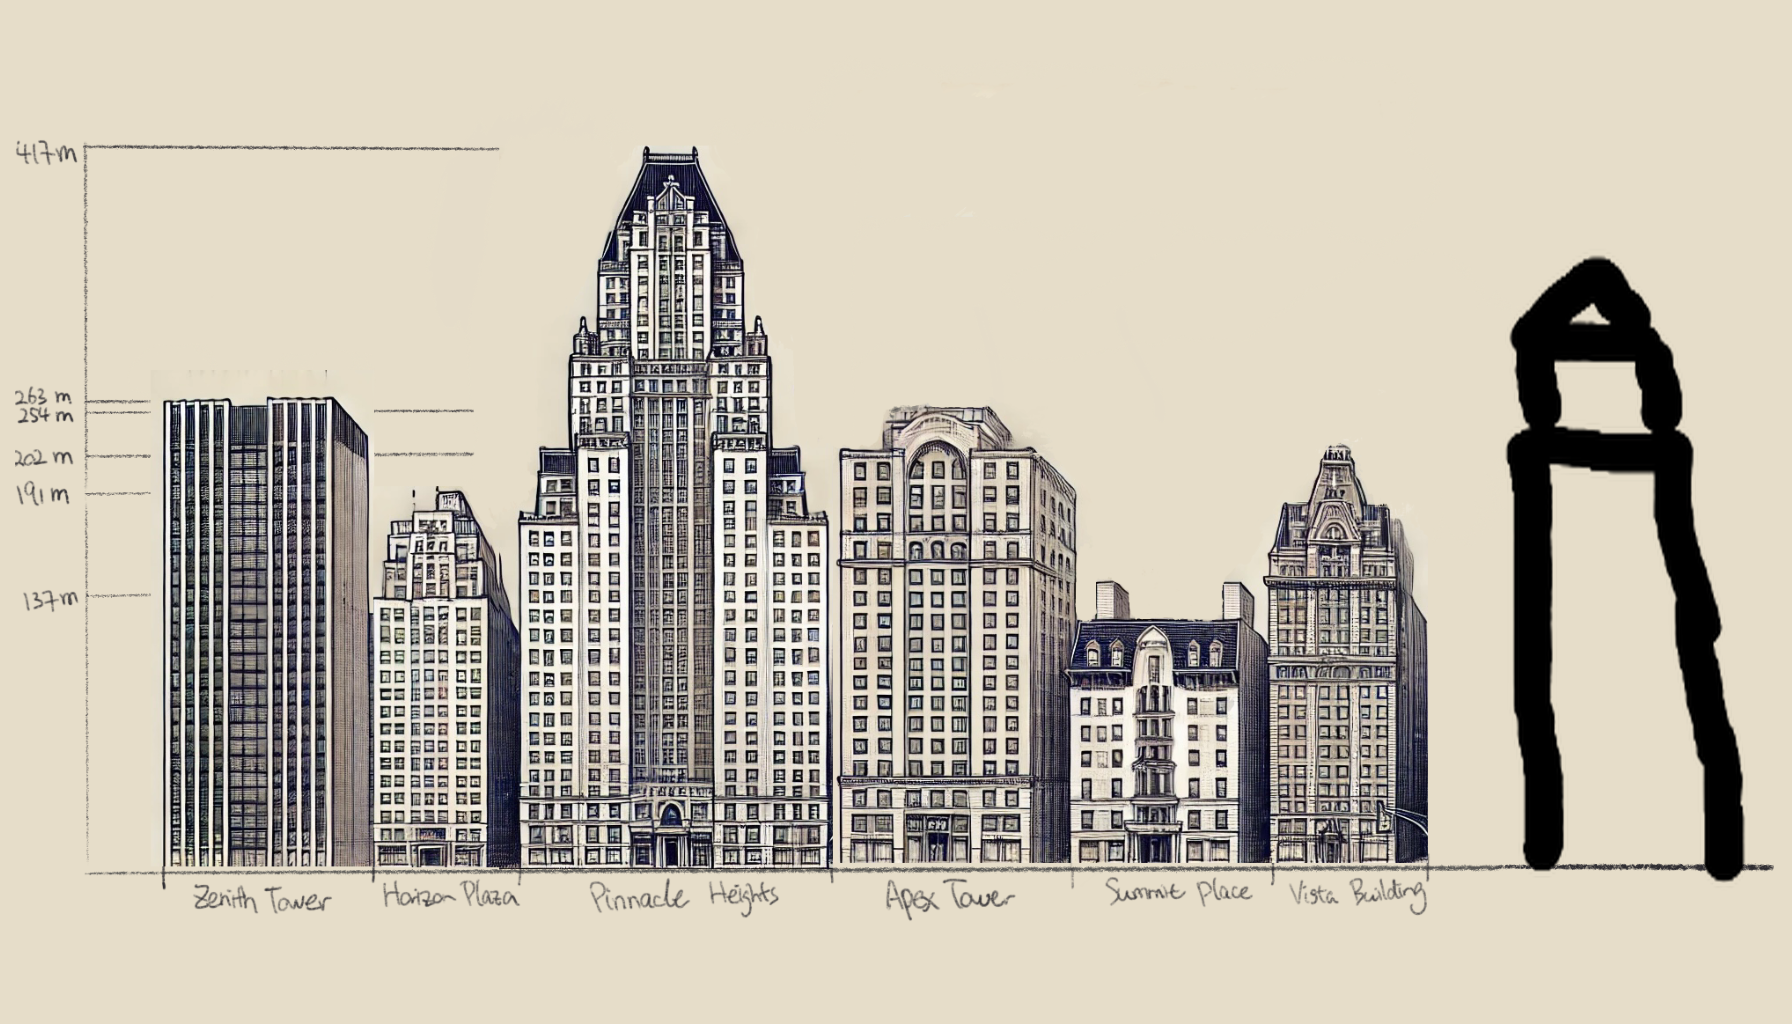 417m
263 m
254 m
202 m
191 m
137m
Zenith Tower
Horizon Plaza
Pinnacle Heights
Apex Tower
Summit Place
Vista Building